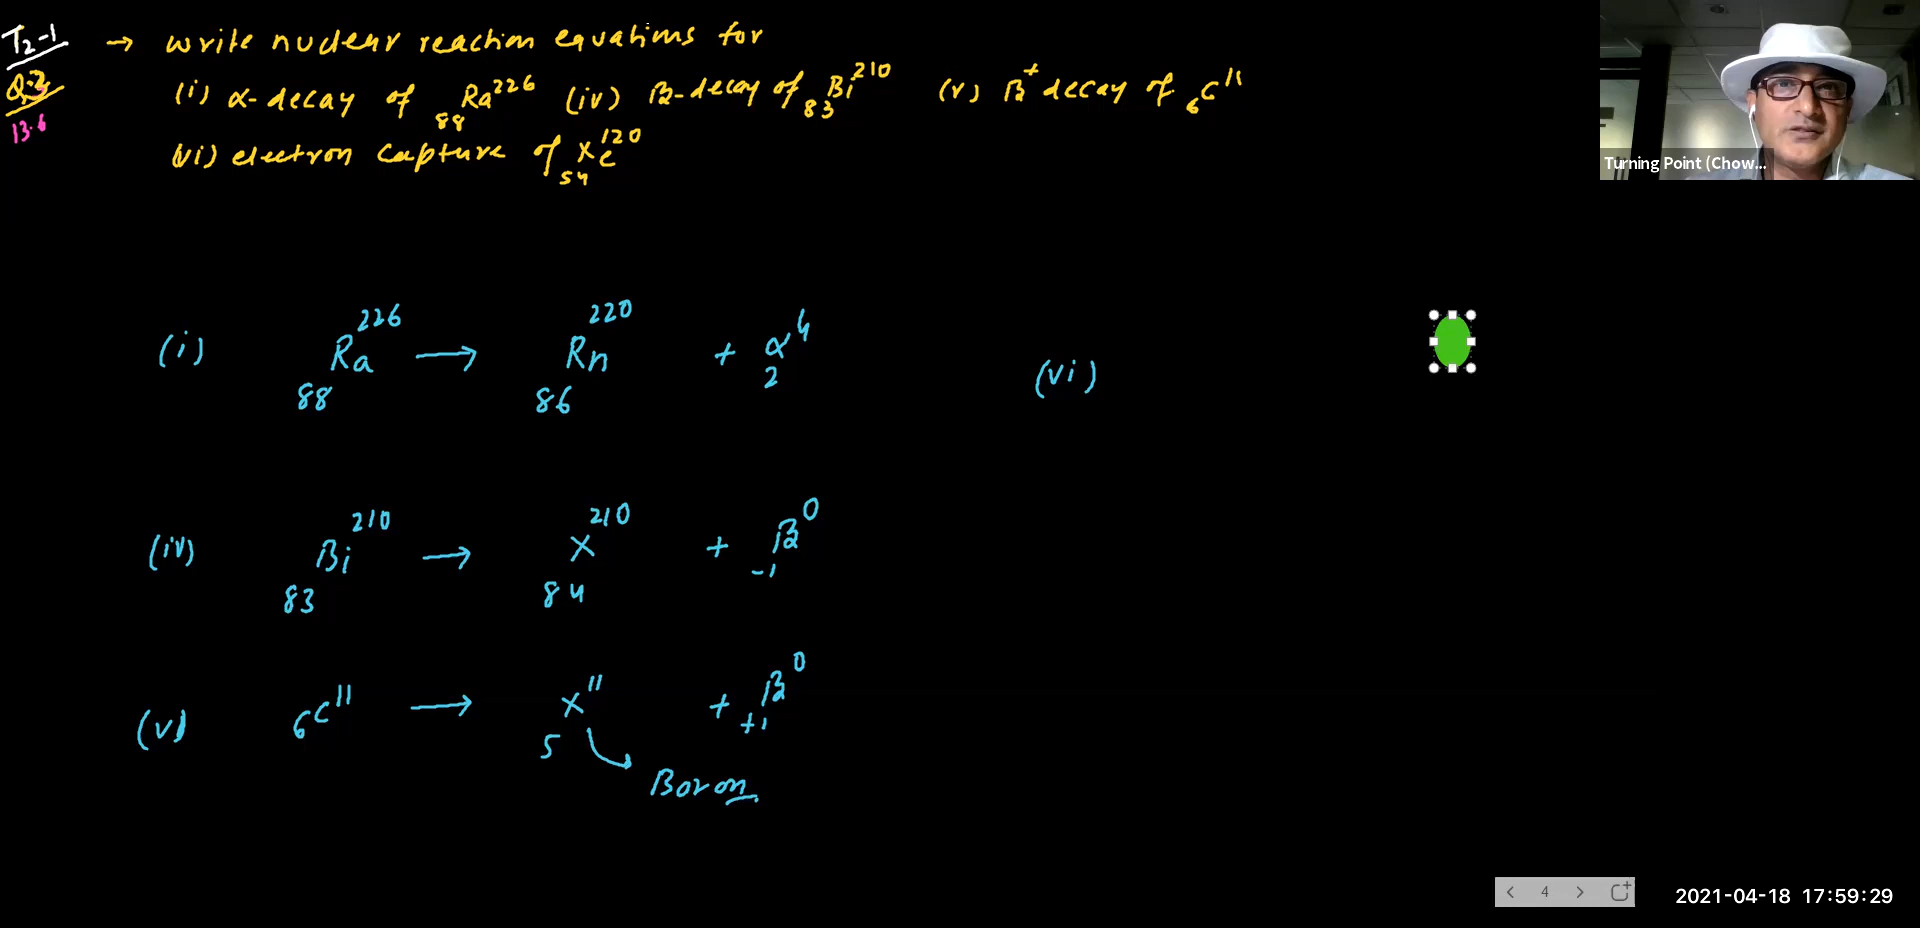 T2-1 → write nuclear reaction equations for
Q.3 (i) α-decay of 88Ra226 (iv) β-decay of 83Bi210 (v) β+ decay of 6C11
13.6
(vi) electron capture of 54Xe120
(i) 88Ra226 → 86Rn220 + 2α4
(vi)
(iv) 83Bi210 → 84X210 + -1β0
(v) 6C11 → 5X11 + +1β0
Boron
Turning Point (Chow...
4
2021-04-18 17:59:29